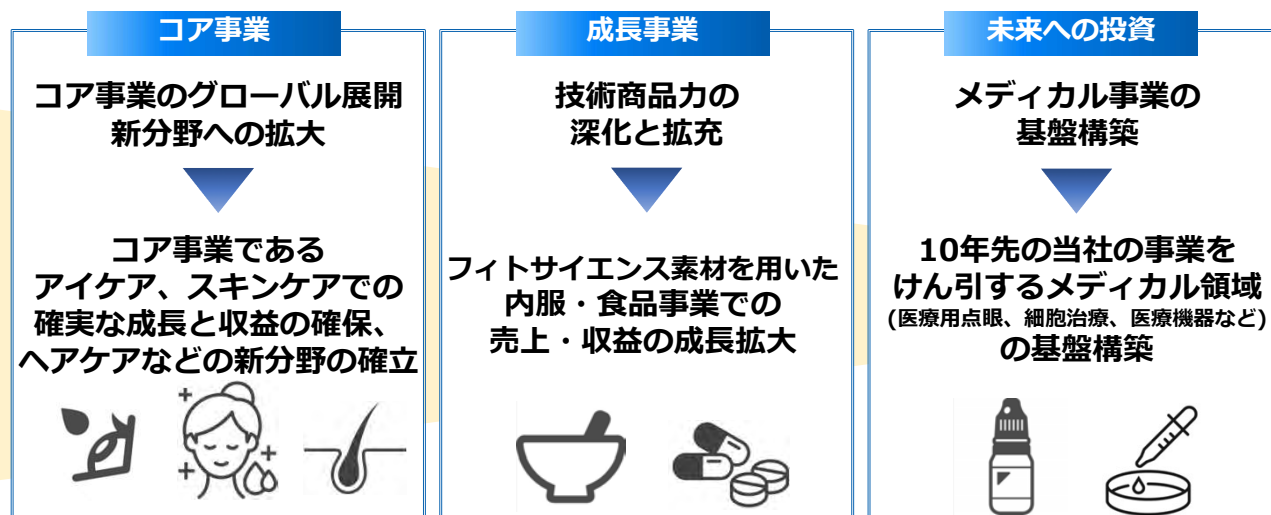 コア事業
コア事業のグローバル展開
新分野への拡大
コア事業である
アイケア、スキンケアでの
確実な成長と収益の確保、
ヘアケアなどの新分野の確立
成長事業
技術商品力の
深化と拡充
フィトサイエンス素材を用いた
内服・食品事業での
売上・収益の成長拡大
未来への投資
メディカル事業の
基盤構築
10年先の当社の事業を
けん引するメディカル領域
(医療用点眼、細胞治療、医療機器など)
の基盤構築